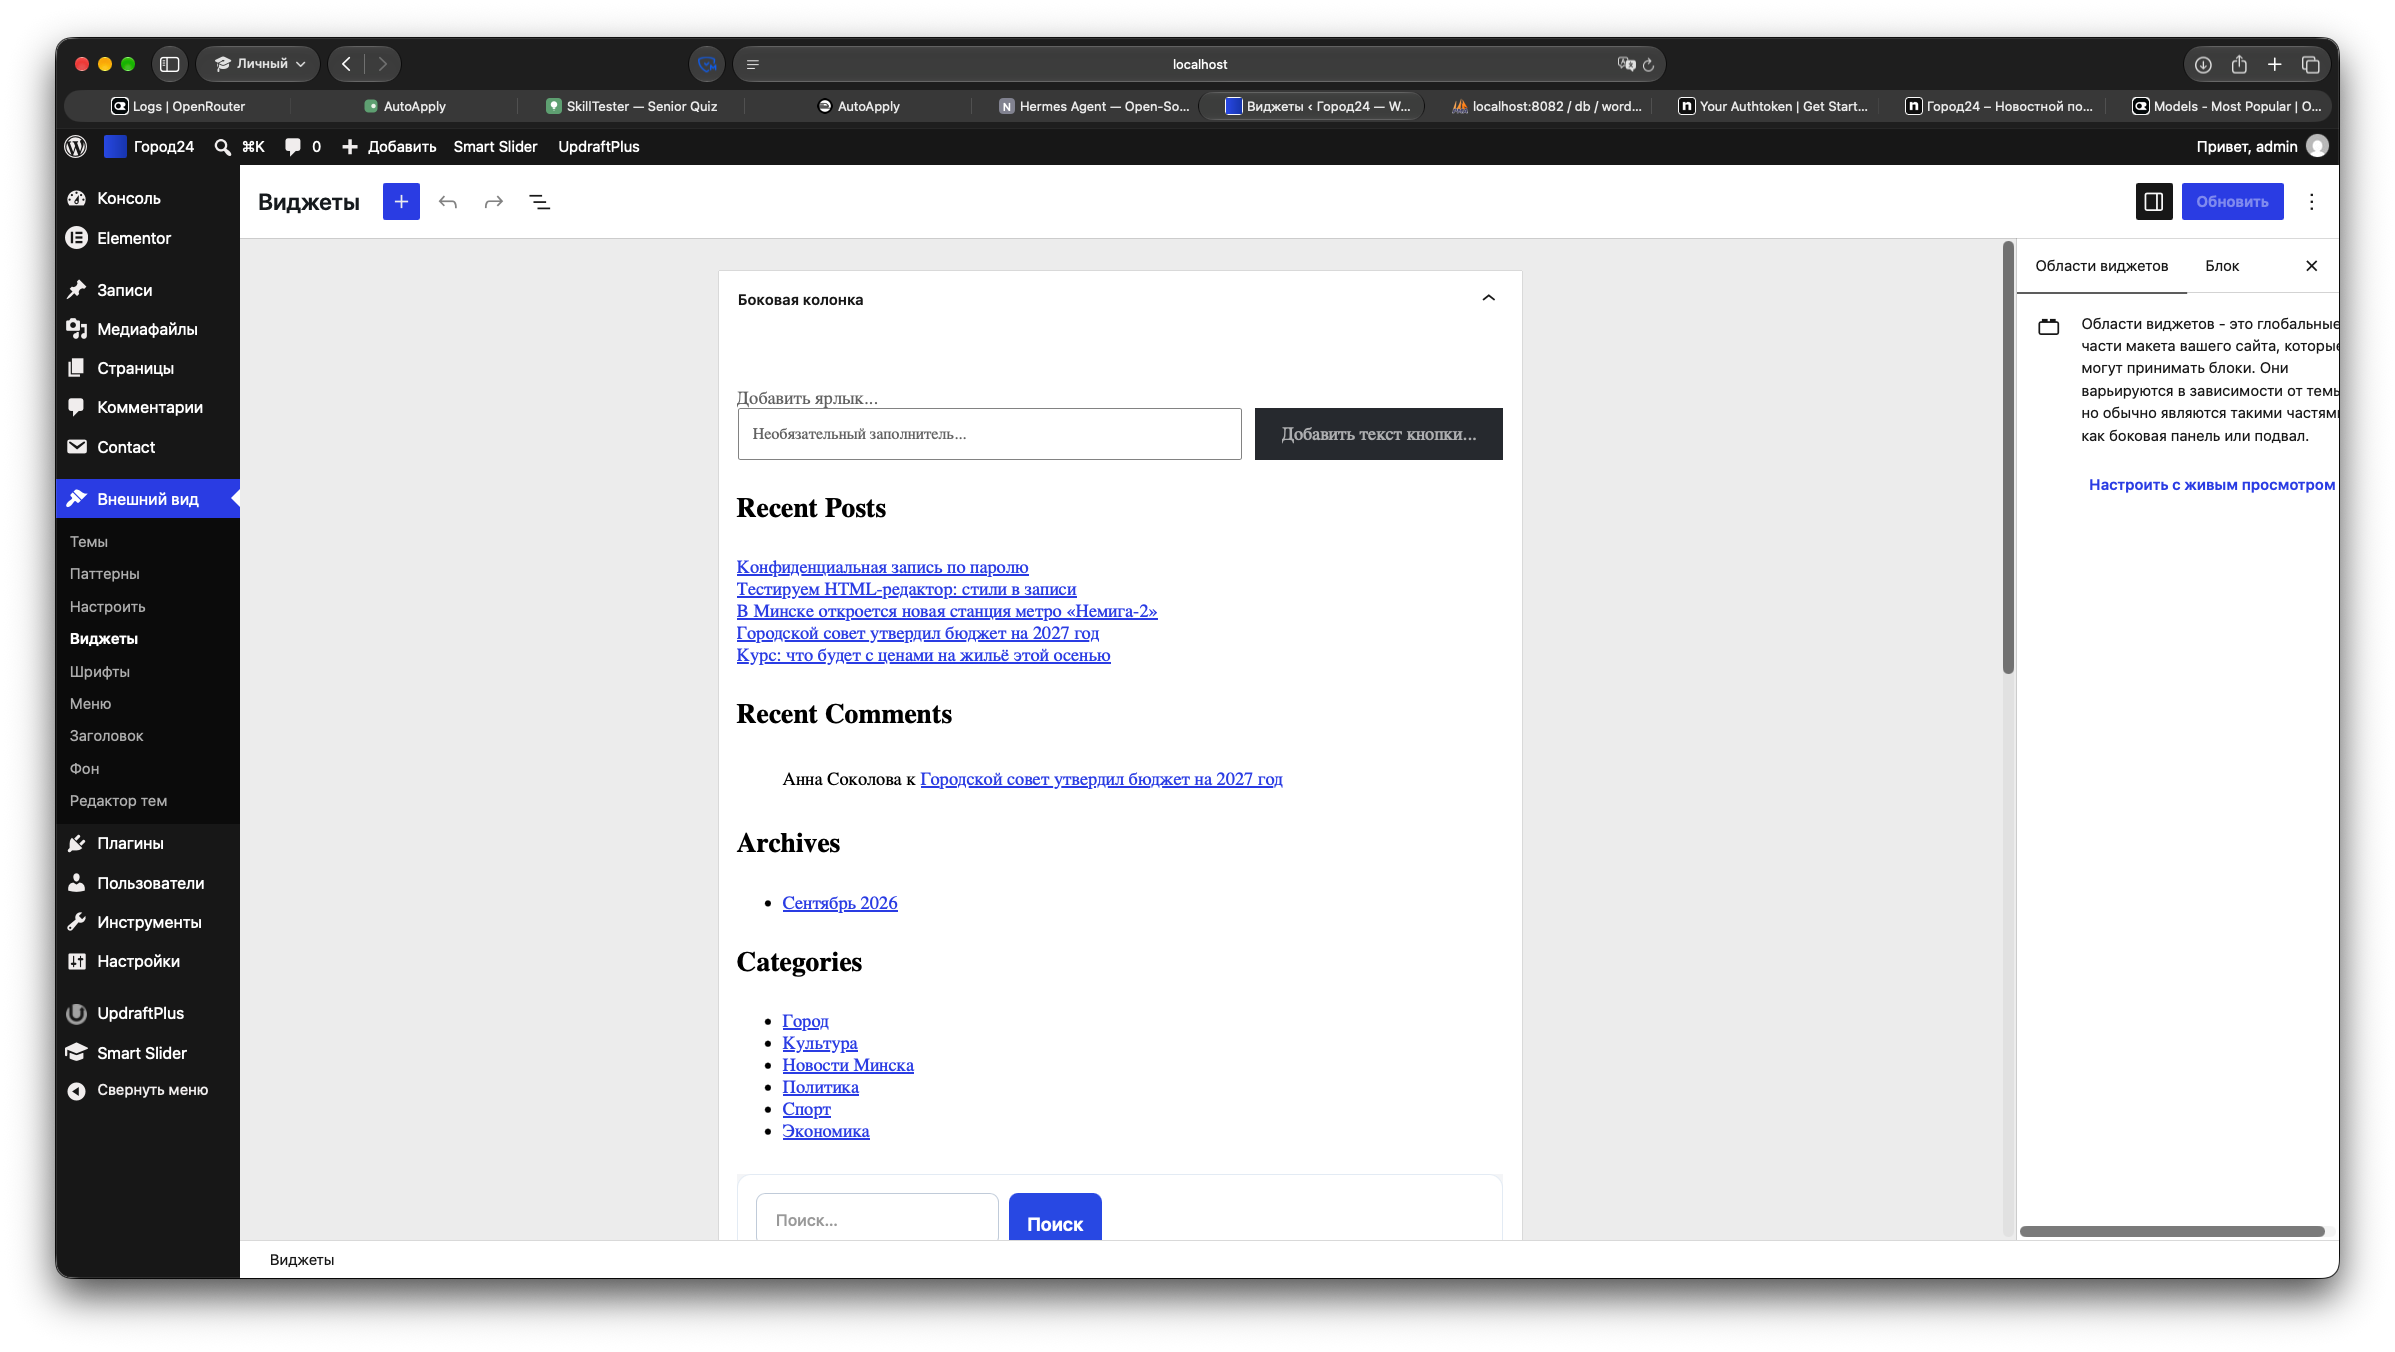 Личный
localhost
Logs | OpenRouter
AutoApply
SkillTester — Senior Quiz
AutoApply
Hermes Agent — Open-So...
Виджеты ‹ Город24 — W...
localhost:8082 / db / word...
Your Authtoken | Get Start...
Город24 – Новостной по...
Models - Most Popular | O...
Город24
⌘K
0
Добавить
Smart Slider
UpdraftPlus
Привет, admin
Консоль
Elementor
Записи
Медиафайлы
Страницы
Комментарии
Contact
Внешний вид
Темы
Паттерны
Настроить
Виджеты
Шрифты
Меню
Заголовок
Фон
Редактор тем
Плагины
Пользователи
Инструменты
Настройки
UpdraftPlus
Smart Slider
Свернуть меню
Виджеты
Обновить
Боковая колонка
Добавить ярлык...
Необязательный заполнитель...
Добавить текст кнопки...
Recent Posts
Конфиденциальная запись по паролю
Тестируем HTML-редактор: стили в записи
В Минске откроется новая станция метро «Немига-2»
Городской совет утвердил бюджет на 2027 год
Курс: что будет с ценами на жильё этой осенью
Recent Comments
Анна Соколова к Городской совет утвердил бюджет на 2027 год
Archives
Сентябрь 2026
Categories
Город
Культура
Новости Минска
Политика
Спорт
Экономика
Поиск...
Поиск
Области виджетов
Блок
Области виджетов - это глобальные
части макета вашего сайта, которые
могут принимать блоки. Они
варьируются в зависимости от темы
но обычно являются такими частями
как боковая панель или подвал.
Настроить с живым просмотром
Виджеты